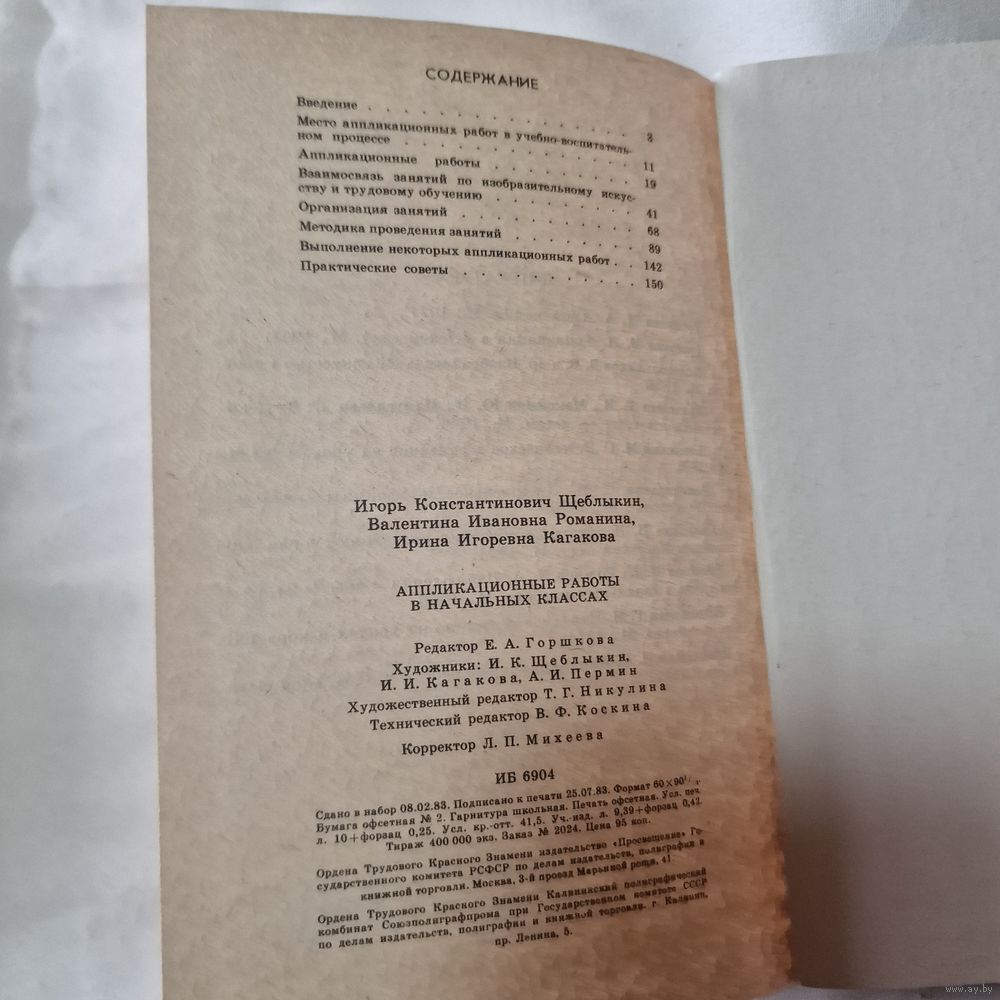 СОДЕРЖАНИЕ
Введение . . . . . . . . . . . . . . 3
Место аппликационных работ в учебно-воспитатель-
ном процессе . . . . . . . . . . . . . 11
Аппликационные работы . . . . . . . . 19
Взаимосвязь занятий по изобразительному искус-
ству и трудовому обучению . . . . . . . . 41
Организация занятий . . . . . . . . . . 68
Методика проведения занятий . . . . . . . 89
Выполнение некоторых аппликационных работ . . 142
Практические советы . . . . . . . . . . . 150
Игорь Константинович Щеблыкин,
Валентина Ивановна Романина,
Ирина Игоревна Кагакова
АППЛИКАЦИОННЫЕ РАБОТЫ
В НАЧАЛЬНЫХ КЛАССАХ
Редактор Е. А. Горшкова
Художники: И. К. Щеблыкин,
И. И. Кагакова, А. И. Пермин
Художественный редактор Т. Г. Никулина
Технический редактор В. Ф. Коскина
Корректор Л. П. Михеева
ИБ 6904
Сдано в набор 08.02.83. Подписано к печати 25.07.83. Формат 60×90
Бумага офсетная № 2. Гарнитура школьная. Печать офсетная. Усл. печ.
л. 10+форзац 0,25. Усл. кр.-отт. 41,5. Уч.-изд. л. 9,39+форзац 0,42.
Тираж 400 000 экз. Заказ № 2024. Цена 95 коп.
Ордена Трудового Красного Знамени издательство «Просвещение» Го-
сударственного комитета РСФСР по делам издательств, полиграфии и
книжной торговли. Москва, 3-й проезд Марьиной рощи, 41
Ордена Трудового Красного Знамени Калининский полиграфический
комбинат Союзполиграфпрома при Государственном комитете СССР
по делам издательств, полиграфии и книжной торговли. г. Калинин,
пр. Ленина, 5.
www.ay.by